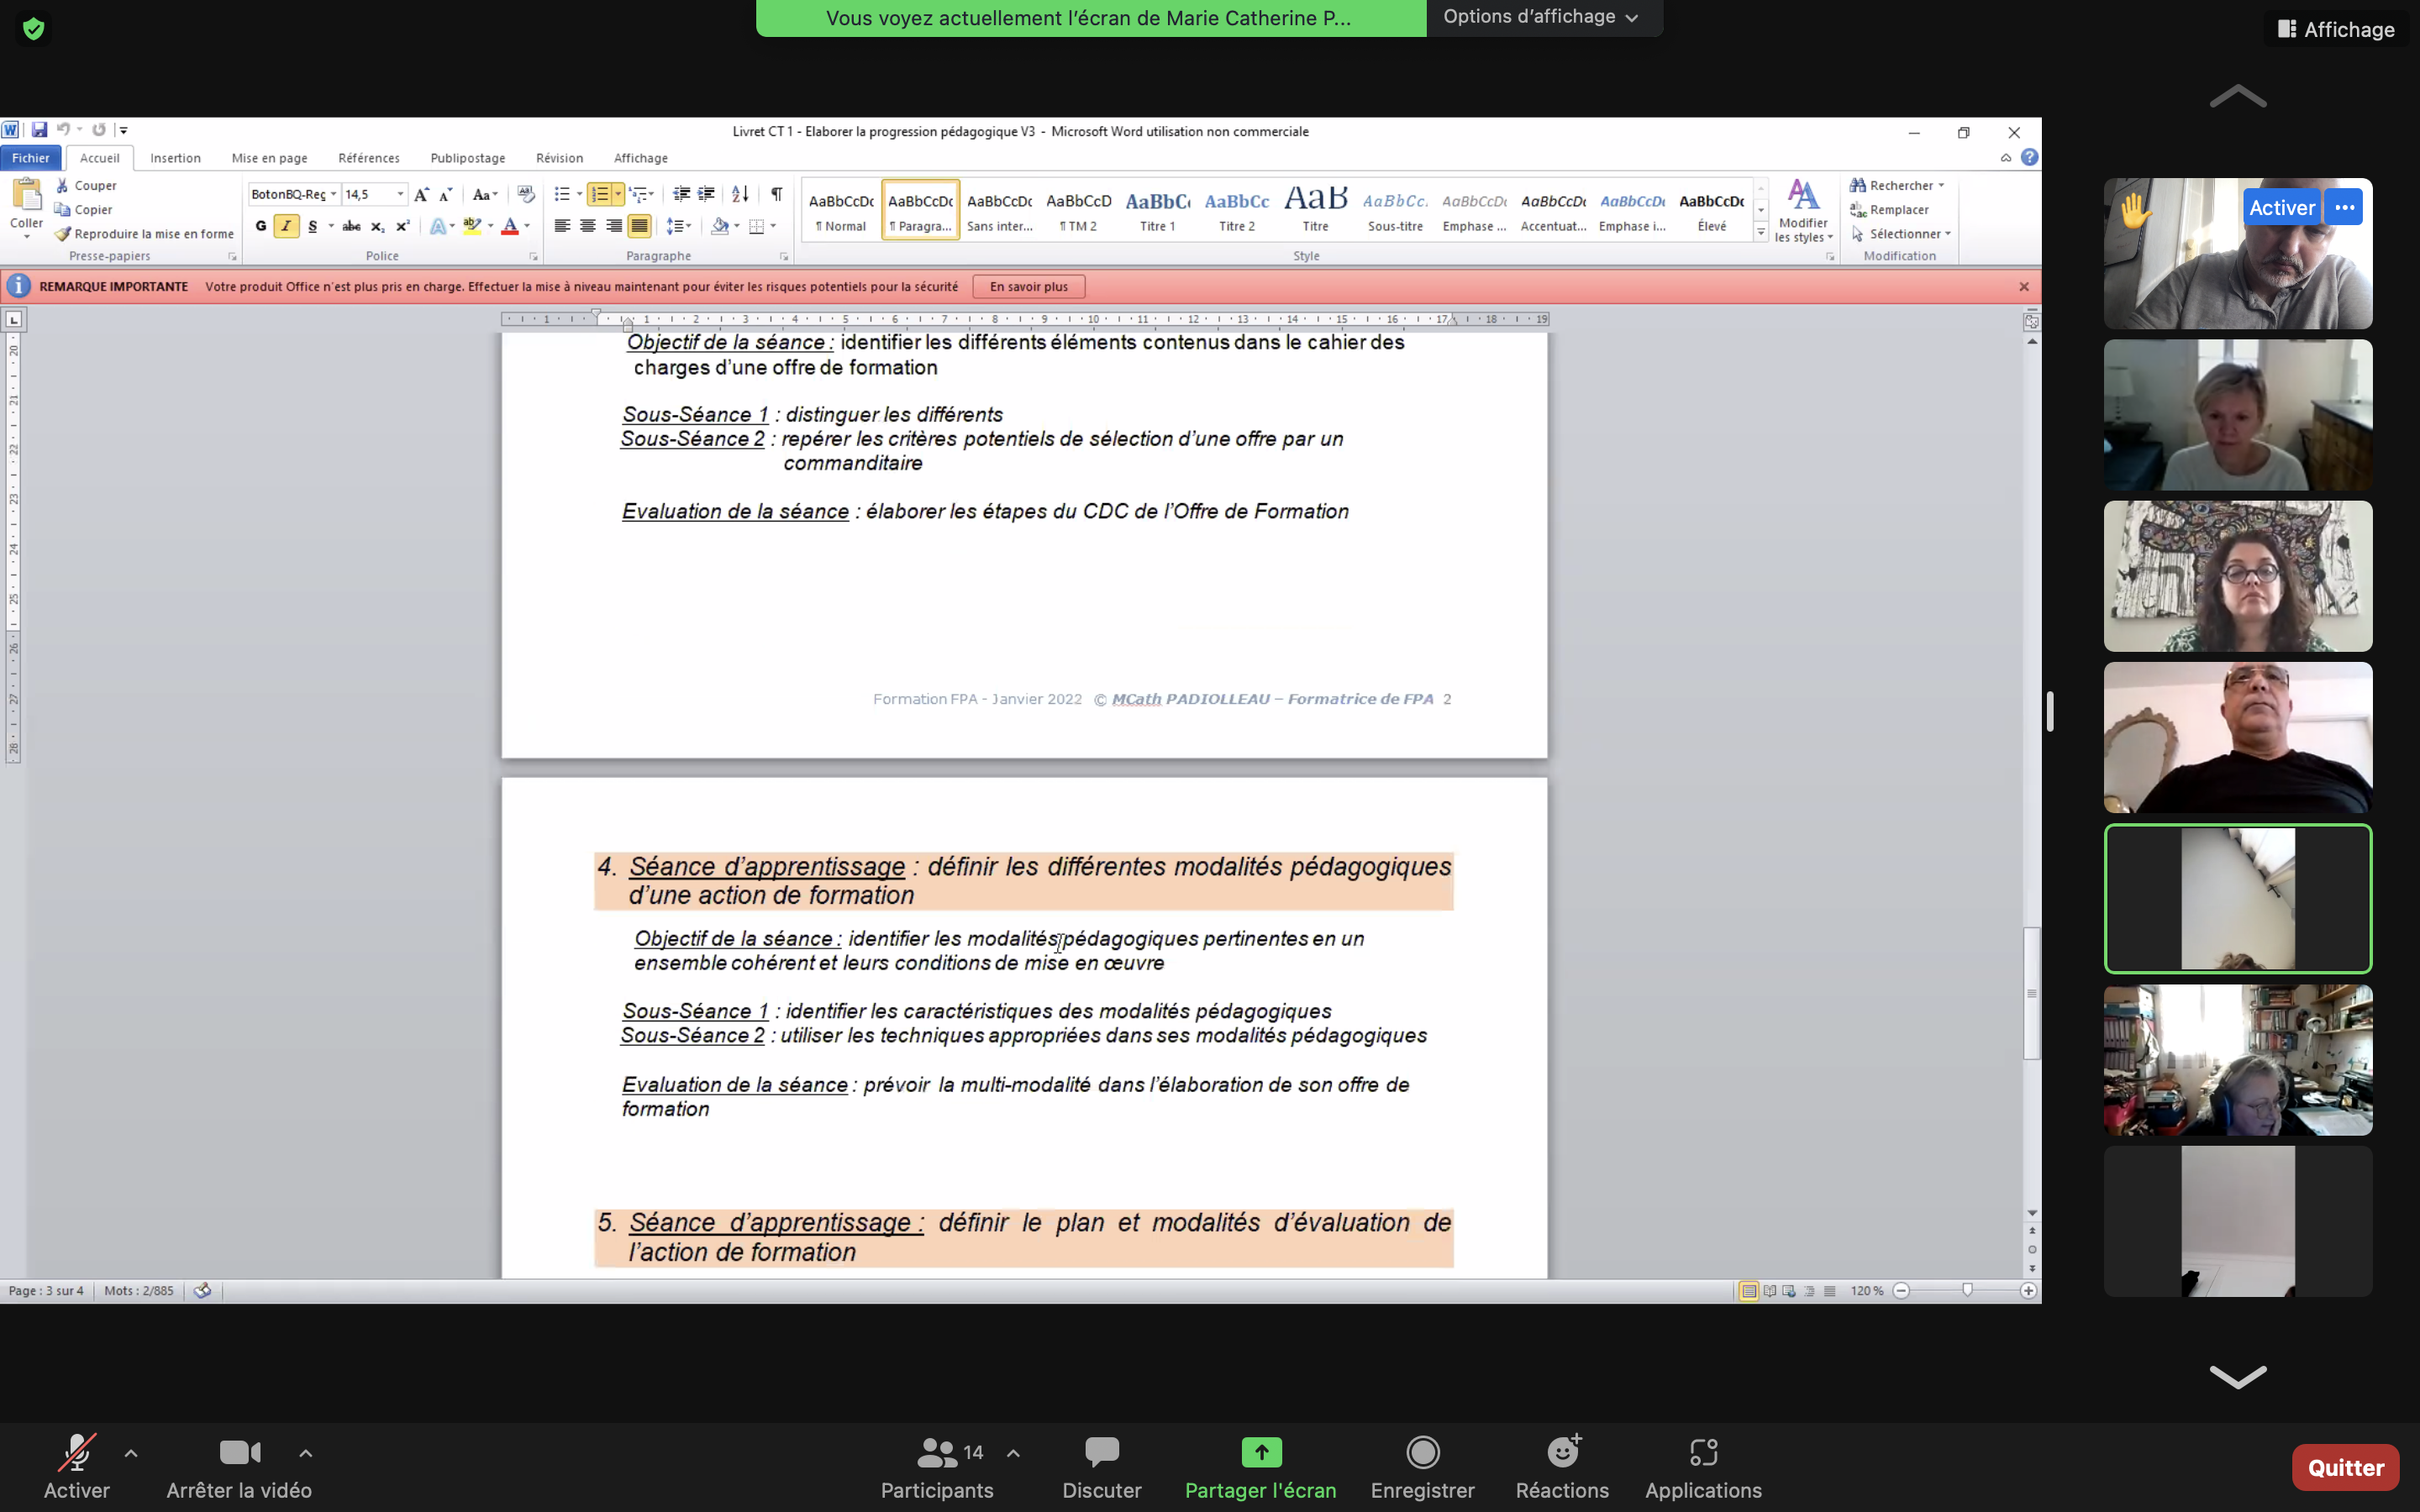 Vous voyez actuellement l'écran de Marie Catherine P...
Options d'affichage
Affichage
Livret CT 1 - Elaborer la progression pédagogique V3 - Microsoft Word utilisation non commerciale
Fichier Accueil Insertion Mise en page Références Publipostage Révision Affichage
Coller
Couper
Copier
Reproduire la mise en forme
Presse-papiers
BotonBQ-Reg 14,5
Police
Paragraphe
AaBbCcDc AaBbCcDc AaBbCcDc AaBbCcD AaBbC AaBbCc AaB AaBbCc. AaBbCcDc AaBbCcDc AaBbCcDc AaBbCcDc
¶ Normal ¶ Paragra... Sans inter... ¶ TM 2 Titre 1 Titre 2 Titre Sous-titre Emphase ... Accentuat... Emphase i... Élevé
Style
Modifier
les styles
Rechercher
Remplacer
Sélectionner
Modification
REMARQUE IMPORTANTE Votre produit Office n'est plus pris en charge. Effectuer la mise à niveau maintenant pour éviter les risques potentiels pour la sécurité En savoir plus
Objectif de la séance : identifier les différents éléments contenus dans le cahier des
charges d'une offre de formation
Sous-Séance 1 : distinguer les différents
Sous-Séance 2 : repérer les critères potentiels de sélection d'une offre par un
commanditaire
Evaluation de la séance : élaborer les étapes du CDC de l'Offre de Formation
Formation FPA - Janvier 2022 © MCath PADIOLLEAU – Formatrice de FPA 2
4. Séance d'apprentissage : définir les différentes modalités pédagogiques
d'une action de formation
Objectif de la séance : identifier les modalités pédagogiques pertinentes en un
ensemble cohérent et leurs conditions de mise en œuvre
Sous-Séance 1 : identifier les caractéristiques des modalités pédagogiques
Sous-Séance 2 : utiliser les techniques appropriées dans ses modalités pédagogiques
Evaluation de la séance : prévoir la multi-modalité dans l'élaboration de son offre de
formation
5. Séance d'apprentissage : définir le plan et modalités d'évaluation de
l'action de formation
Page : 3 sur 4 Mots : 2/885
120 %
Activer ...
Activer
Arrêter la vidéo
14
Participants
Discuter
Partager l'écran
Enregistrer
Réactions
Applications
Quitter